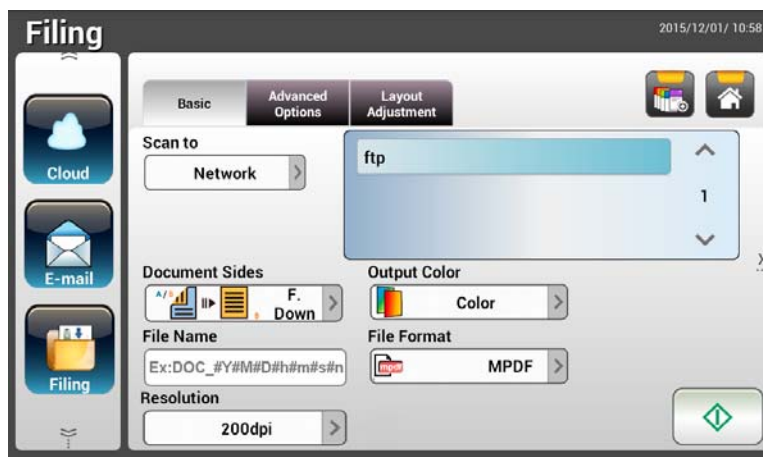 Filing
2015/12/01/ 10:58
Basic
Advanced
Options
Layout
Adjustment
Cloud
Scan to
Network
ftp
1
E-mail
Document Sides
Output Color
A/B
F.
Down
Color
File Name
File Format
Ex:DOC_#Y#M#D#h#m#s#n
mpdf
MPDF
Filing
Resolution
200dpi